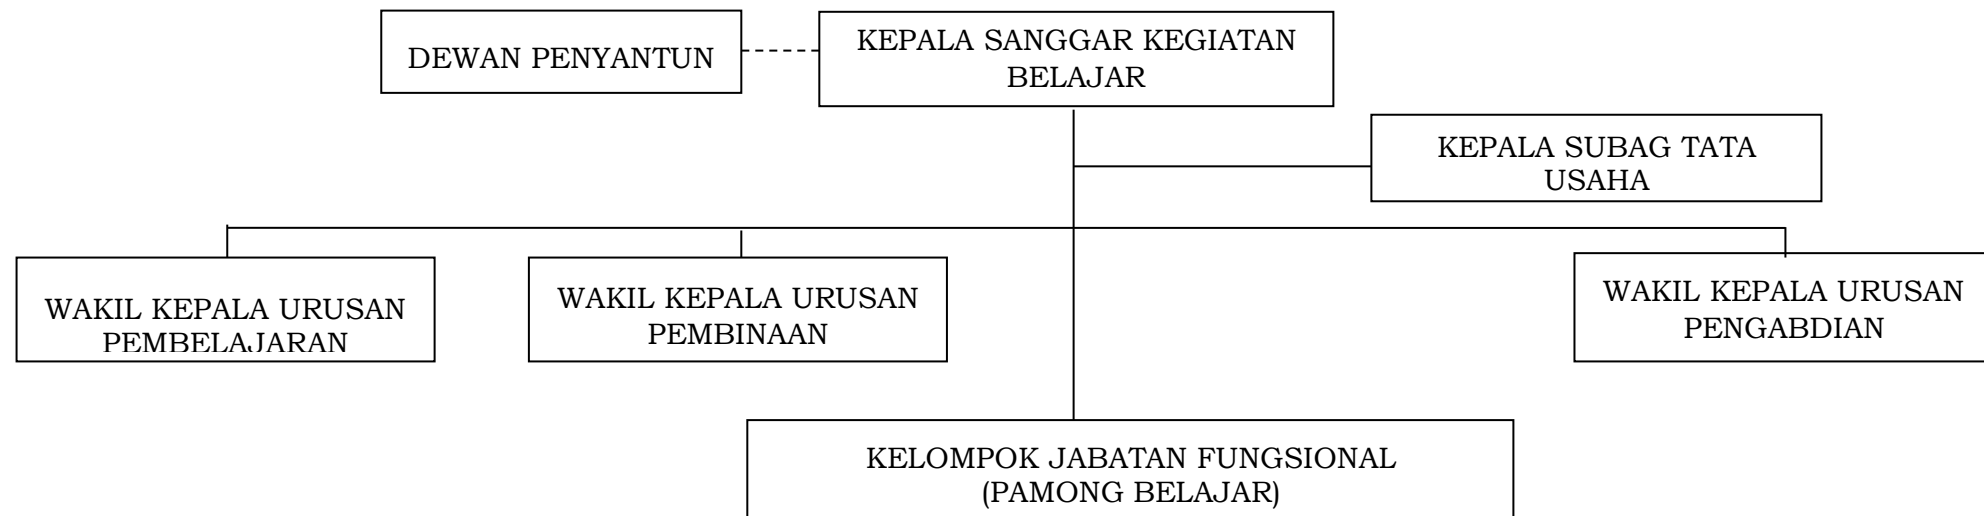 DEWAN PENYANTUN
KEPALA SANGGAR KEGIATAN
BELAJAR
KEPALA SUBAG TATA
USAHA
WAKIL KEPALA URUSAN
PEMBELAJARAN
WAKIL KEPALA URUSAN
PEMBINAAN
WAKIL KEPALA URUSAN
PENGABDIAN
KELOMPOK JABATAN FUNGSIONAL
(PAMONG BELAJAR)